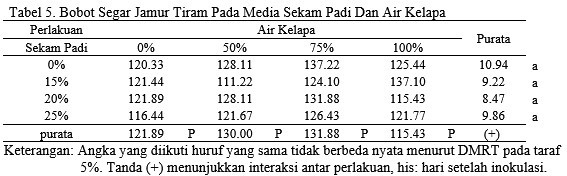 Tabel 5. Bobot Segar Jamur Tiram Pada Media Sekam Padi Dan Air Kelapa
Perlakuan Air Kelapa Purata
Sekam Padi 0% 50% 75% 100%
0% 120.33 128.11 137.22 125.44 10.94 a
15% 121.44 111.22 124.10 137.10 9.22 a
20% 121.89 128.11 131.88 115.43 8.47 a
25% 116.44 121.67 126.43 121.77 9.86 a
purata 121.89 P 130.00 P 131.88 P 115.43 P (+)
Keterangan: Angka yang diikuti huruf yang sama tidak berbeda nyata menurut DMRT pada taraf
5%. Tanda (+) menunjukkan interaksi antar perlakuan, his: hari setelah inokulasi.